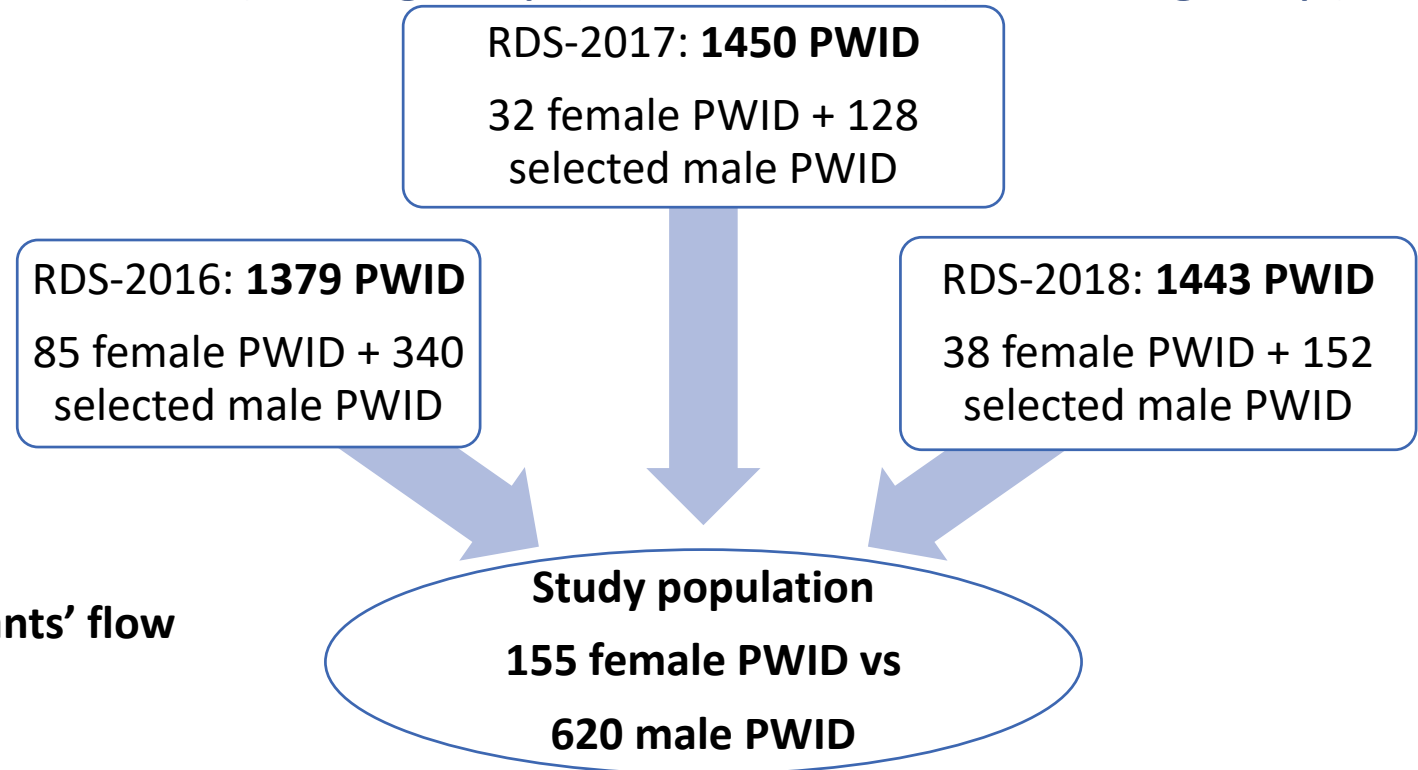 RDS-2017: 1450 PWID
32 female PWID + 128
selected male PWID
RDS-2016: 1379 PWID
85 female PWID + 340
selected male PWID
RDS-2018: 1443 PWID
38 female PWID + 152
selected male PWID
ants’ flow
Study population
155 female PWID vs
620 male PWID